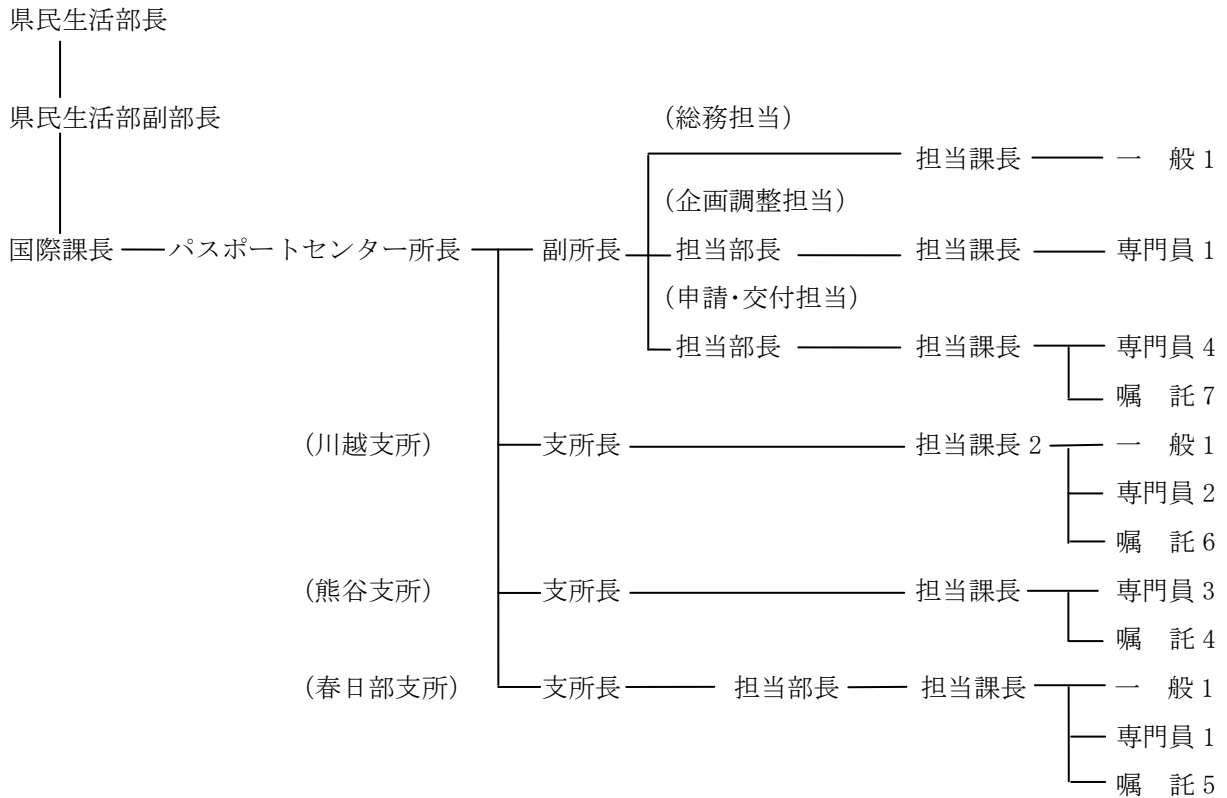 県民生活部長
県民生活部副部長
(総務担当)
担当課長 一 般 1
(企画調整担当)
国際課長 パスポートセンター所長 副所長 担当部長 担当課長 専門員 1
(申請・交付担当)
担当部長 担当課長 専門員 4
嘱 託 7
(川越支所) 支所長 担当課長 2 一 般 1
専門員 2
嘱 託 6
(熊谷支所) 支所長 担当課長 専門員 3
嘱 託 4
(春日部支所) 支所長 担当部長 担当課長 一 般 1
専門員 1
嘱 託 5